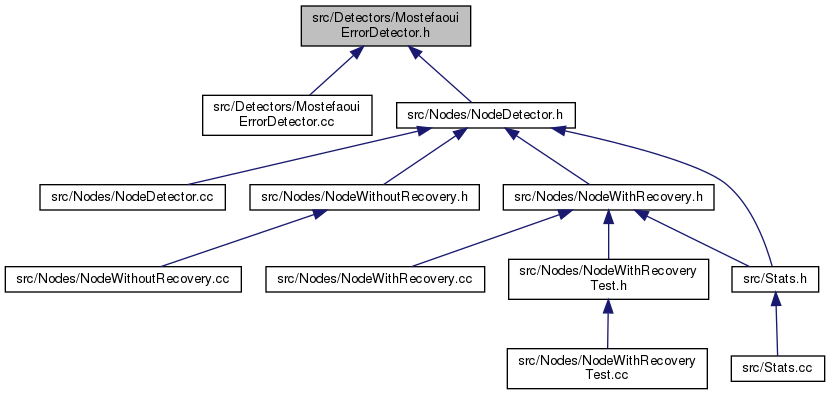 src/Detectors/Mostefaoui
ErrorDetector.h
src/Detectors/Mostefaoui
ErrorDetector.cc
src/Nodes/NodeDetector.h
src/Nodes/NodeDetector.cc
src/Nodes/NodeWithoutRecovery.h
src/Nodes/NodeWithRecovery.h
src/Nodes/NodeWithoutRecovery.cc
src/Nodes/NodeWithRecovery.cc
src/Nodes/NodeWithRecovery
Test.h
src/Stats.h
src/Nodes/NodeWithRecovery
Test.cc
src/Stats.cc